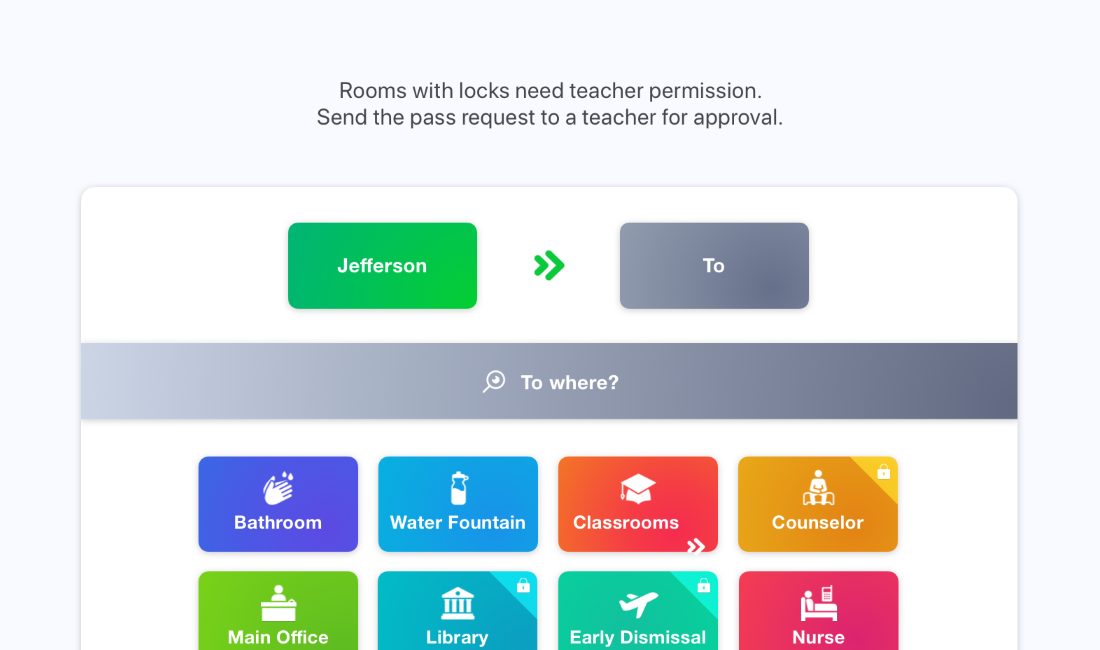 Rooms with locks need teacher permission.
Send the pass request to a teacher for approval.
Jefferson
To
To where?
Bathroom
Water Fountain
Classrooms
Counselor
Main Office
Library
Early Dismissal
Nurse